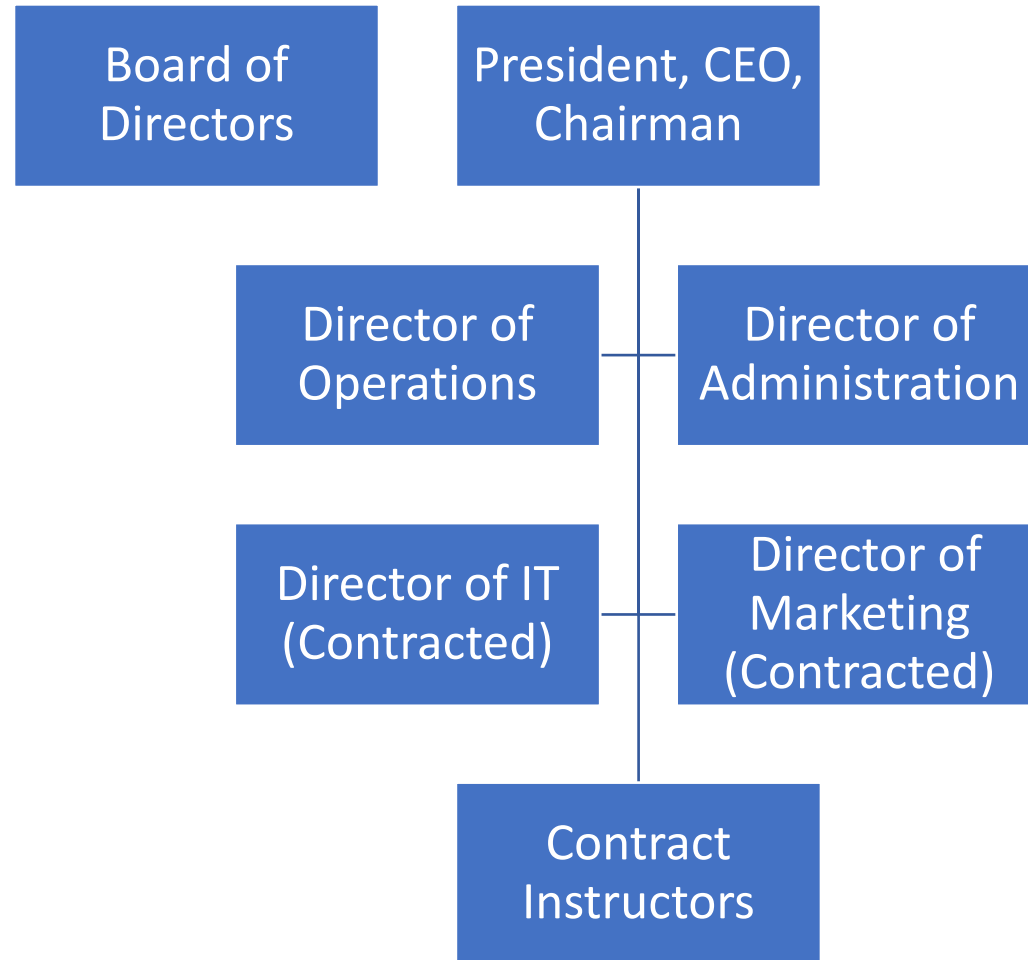 Board of
Directors
President, CEO,
Chairman
Director of
Operations
Director of
Administration
Director of IT
(Contracted)
Director of
Marketing
(Contracted)
Contract
Instructors